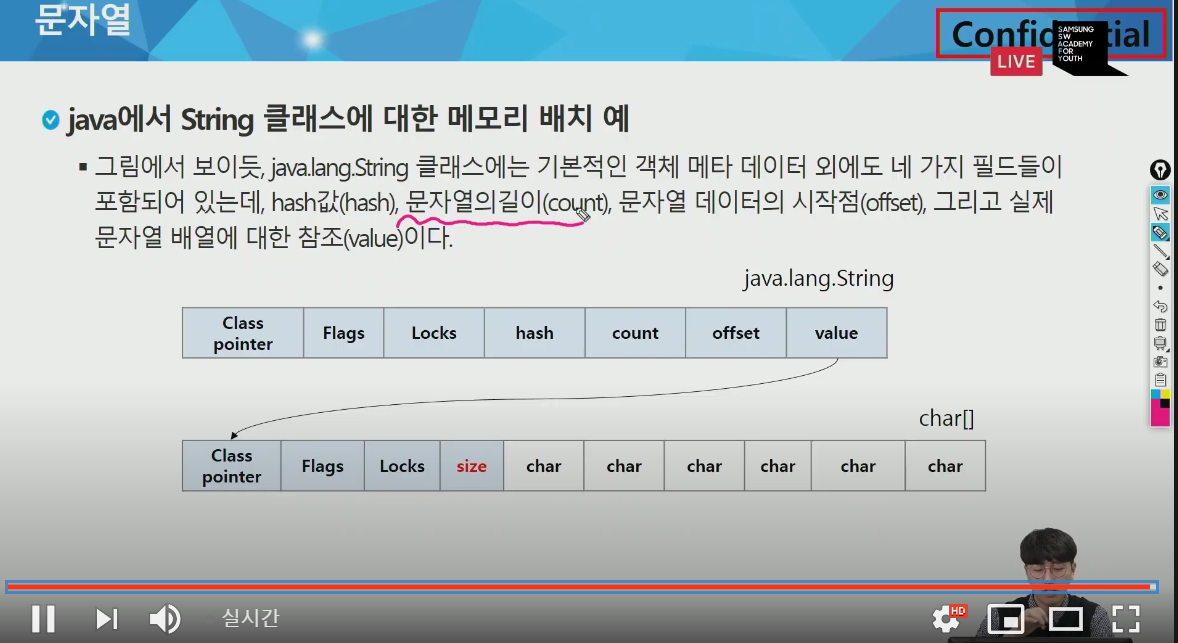 문자열
Confidential
SAMSUNG
SW
ACADEMY
FOR
YOUTH
LIVE
java에서 String 클래스에 대한 메모리 배치 예
그림에서 보이듯, java.lang.String 클래스에는 기본적인 객체 메타 데이터 외에도 네 가지 필드들이
포함되어 있는데, hash값(hash), 문자열의길이(count), 문자열 데이터의 시작점(offset), 그리고 실제
문자열 배열에 대한 참조(value)이다.
java.lang.String
Class pointer Flags Locks hash count offset value
char[]
Class pointer Flags Locks size char char char char char char
실시간
HD